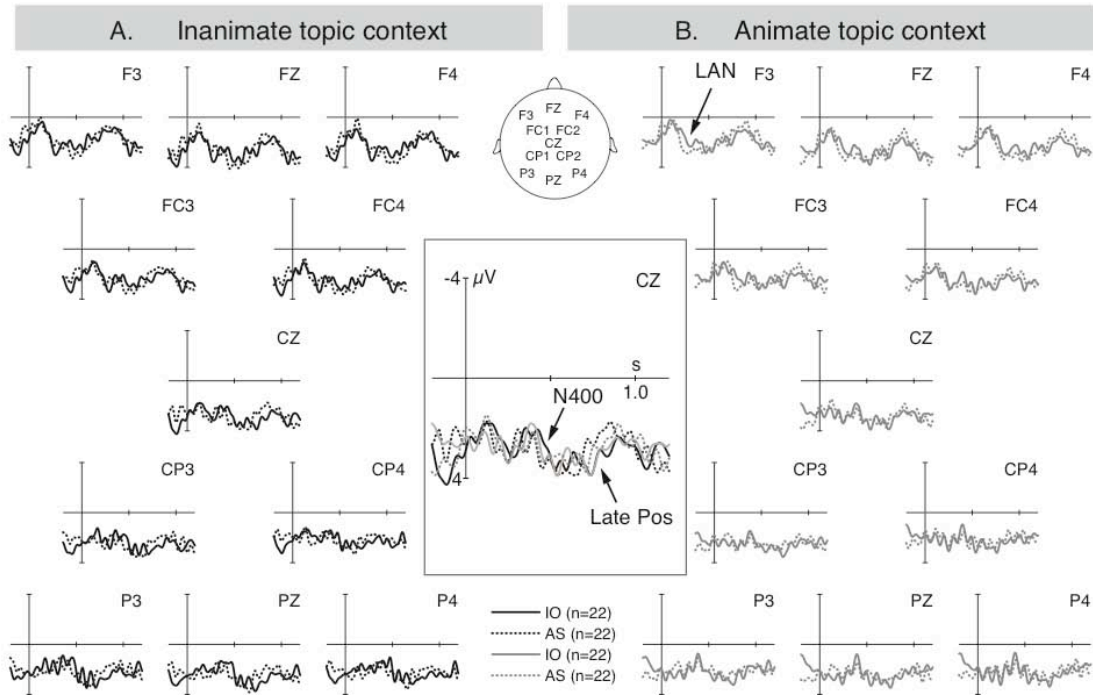 A. Inanimate topic context
B. Animate topic context
F3 FZ F4
F3 FZ F4
FC1 FC2
CZ
CP1 CP2
P3 PZ P4
LAN
F3 FZ F4
FC3 FC4
FC3 FC4
CZ
-4 µV CZ
s
1.0
N400
4
Late Pos
CZ
CP3 CP4
CP3 CP4
P3 PZ P4
IO (n=22)
AS (n=22)
IO (n=22)
AS (n=22)
P3 PZ P4